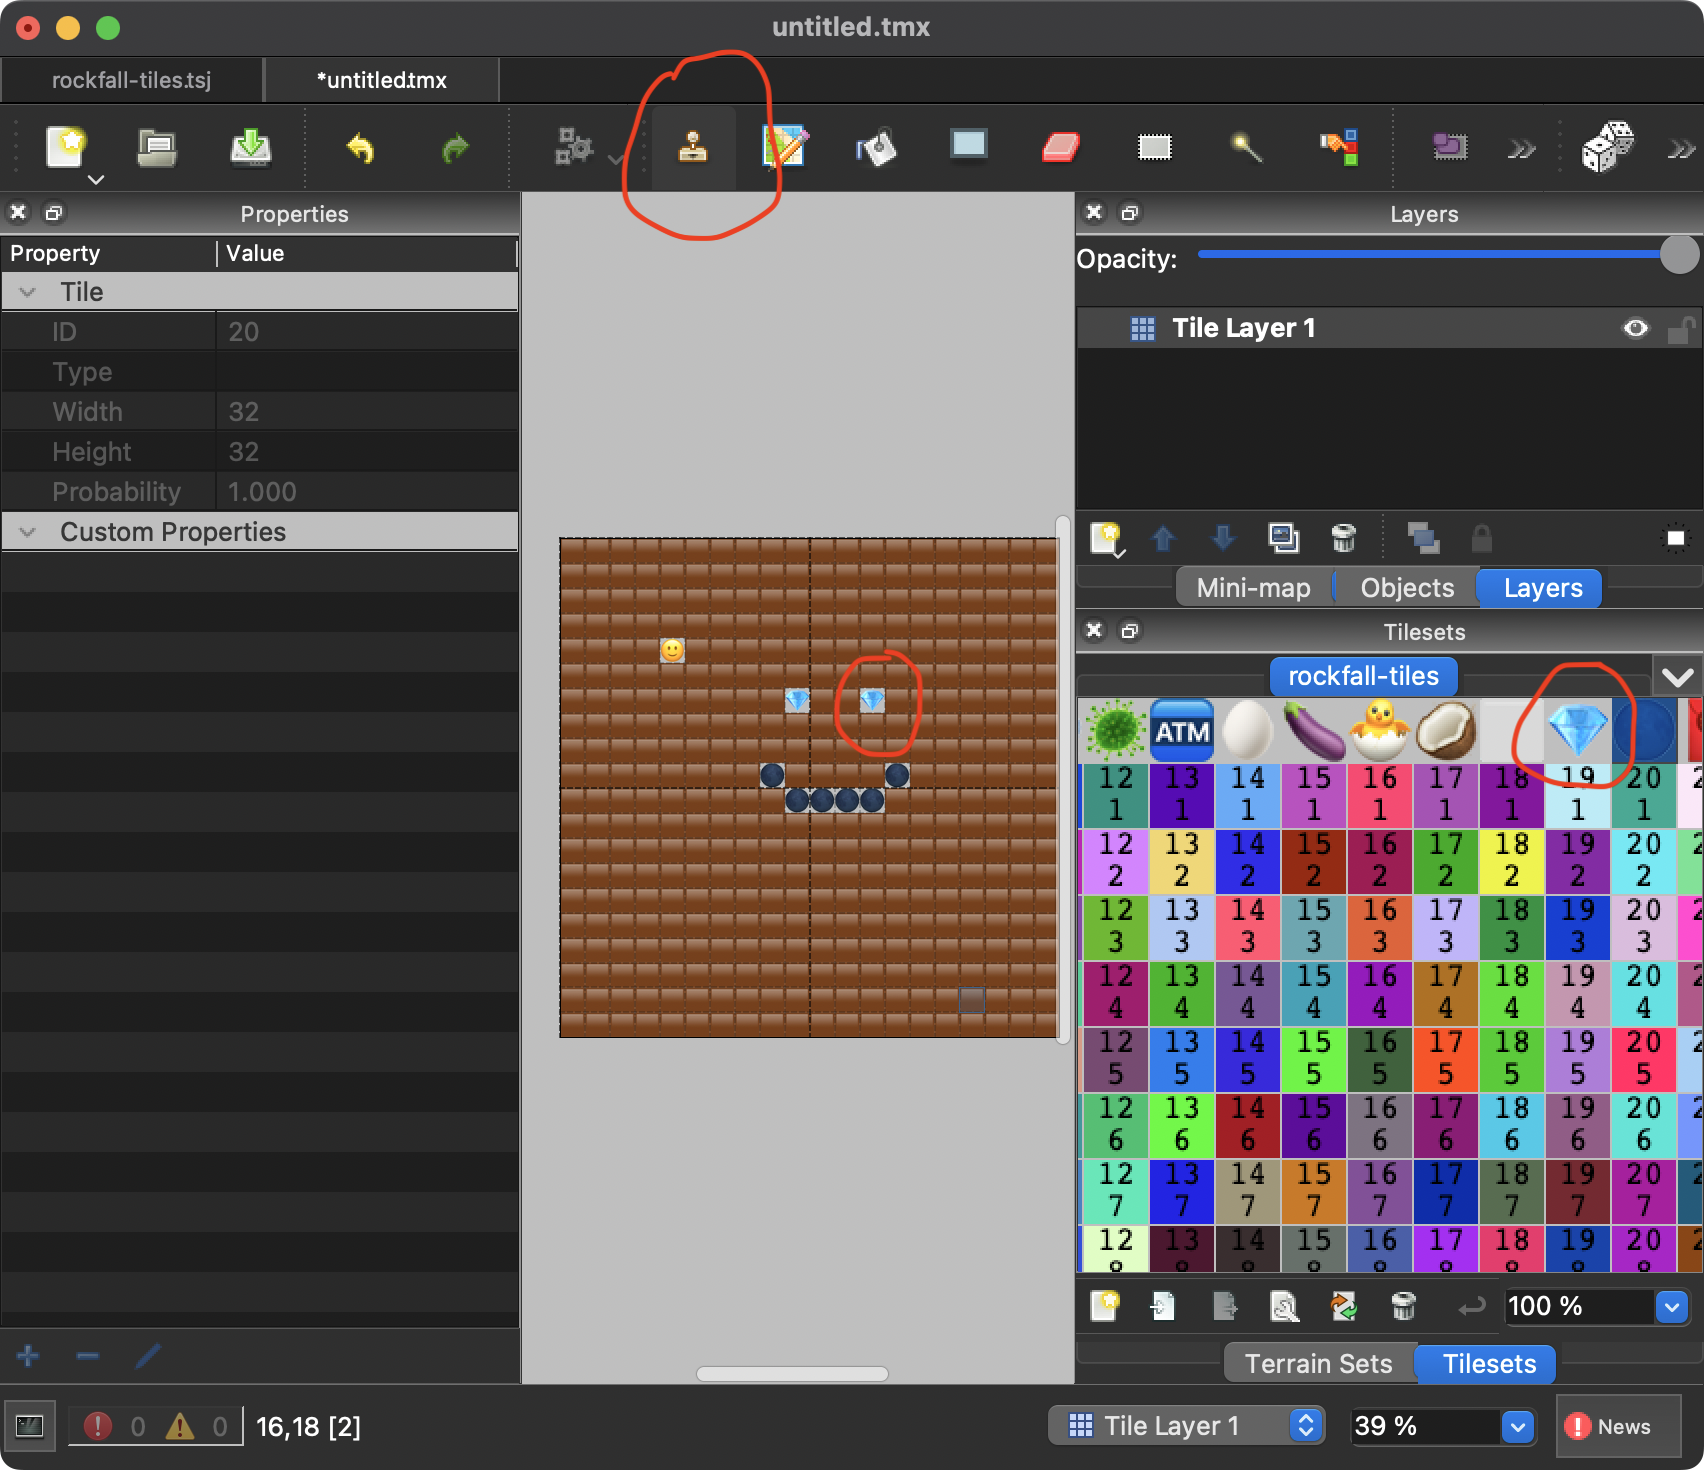 untitled.tmx
rockfall-tiles.tsj
*untitled.tmx
Properties
Layers
Property
Value
Opacity:
Tile
ID
20
Tile Layer 1
Type
Width
32
Height
32
Probability
1.000
Custom Properties
Mini-map
Objects
Layers
Tilesets
rockfall-tiles
ATM
12 13 14 15 16 17 18 19 20
1 1 1 1 1 1 1 1 1
12 13 14 15 16 17 18 19 20 2
2 2 2 2 2 2 2 2 2
12 13 14 15 16 17 18 19 20 2
3 3 3 3 3 3 3 3 3
12 13 14 15 16 17 18 19 20 2
4 4 4 4 4 4 4 4 4
12 13 14 15 16 17 18 19 20 2
5 5 5 5 5 5 5 5 5
12 13 14 15 16 17 18 19 20 2
6 6 6 6 6 6 6 6 6
12 13 14 15 16 17 18 19 20 2
7 7 7 7 7 7 7 7 7
12 13 14 15 16 17 18 19 20
100 %
Terrain Sets
Tilesets
0
0
16,18 [2]
Tile Layer 1
39 %
News